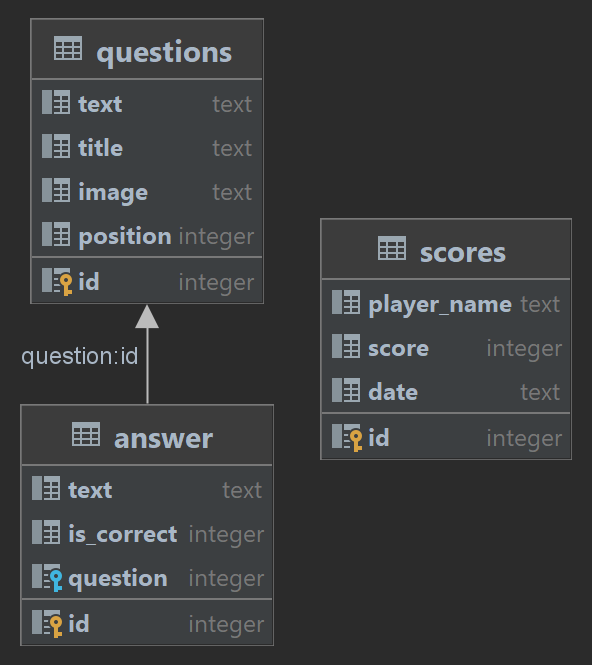 questions
text text
title text
image text
position integer
id integer
question:id
answer
text text
is_correct integer
question integer
id integer
scores
player_name text
score integer
date text
id integer